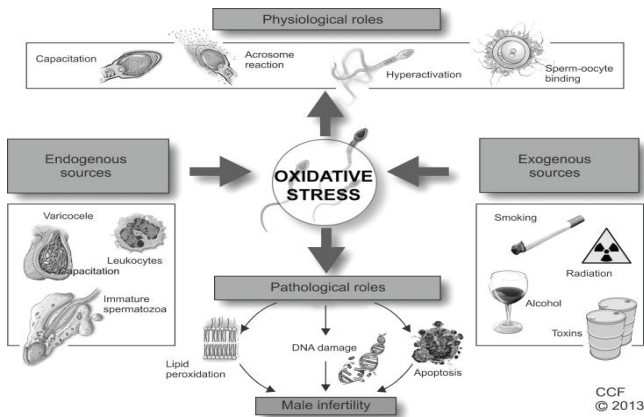 Physiological roles
Capacitation
Acrosome
reaction
Hyperactivation
Sperm-oocyte
binding
Endogenous
sources
OXIDATIVE
STRESS
Exogenous
sources
Varicocele
Leukocytes
Capacitation
Immature
spermatozoa
Smoking
Radiation
Alcohol
Toxins
Pathological roles
Lipid
peroxidation
DNA damage
Apoptosis
Male infertility
CCF
© 2013